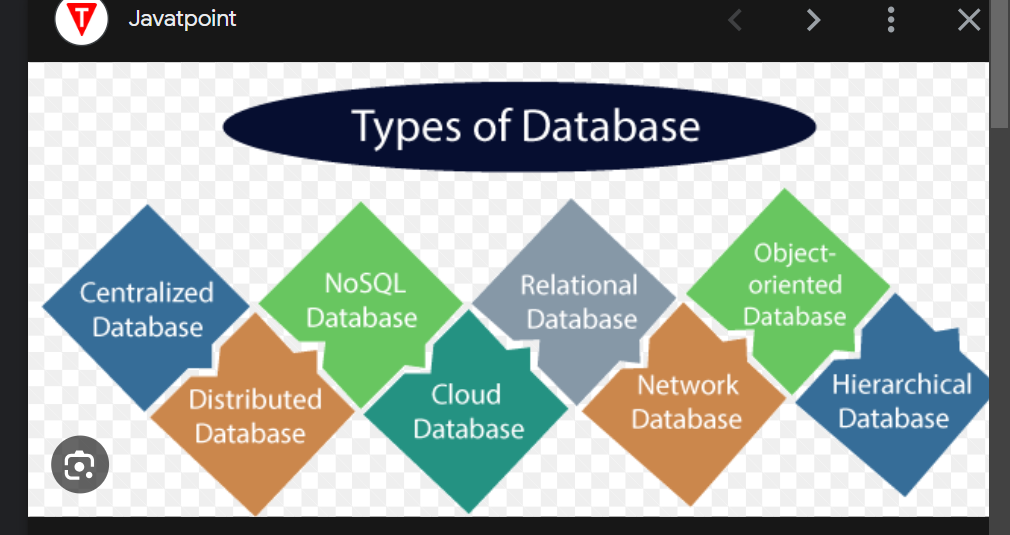 Javatpoint
Types of Database
Centralized
Database
Distributed
Database
NoSQL
Database
Cloud
Database
Relational
Database
Network
Database
Object-
oriented
Database
Hierarchical
Database